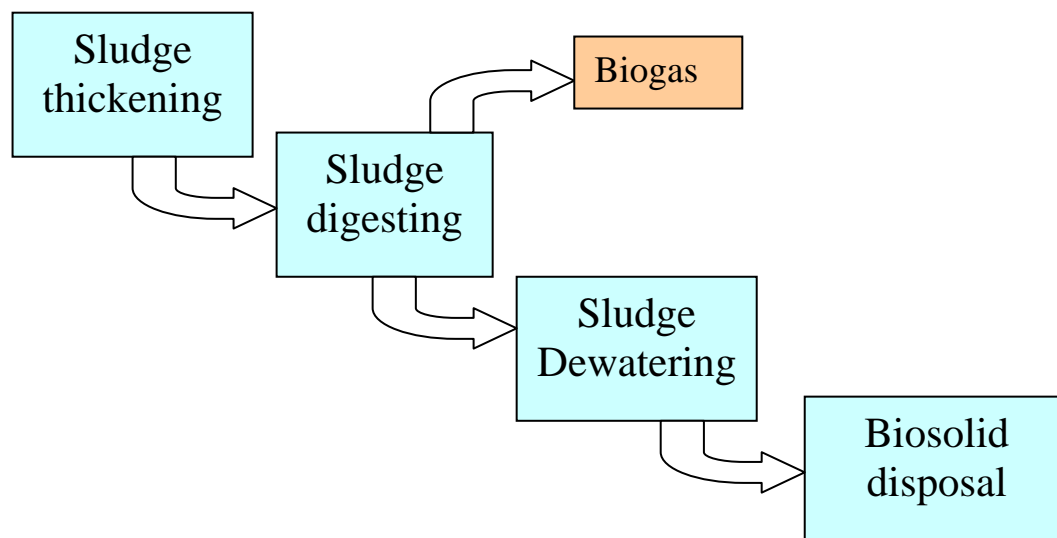 Sludge
thickening
Biogas
Sludge
digesting
Sludge
Dewatering
Biosolid
disposal